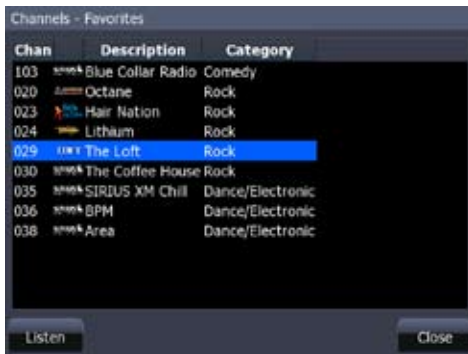 Channels - Favorites
Chan Description Category
103 Blue Collar Radio Comedy
020 Octane Rock
023 Hair Nation Rock
024 Lithium Rock
029 The Loft Rock
030 The Coffee House Rock
035 SIRIUS XM Chill Dance/Electronic
036 BPM Dance/Electronic
038 Area Dance/Electronic
Listen Close